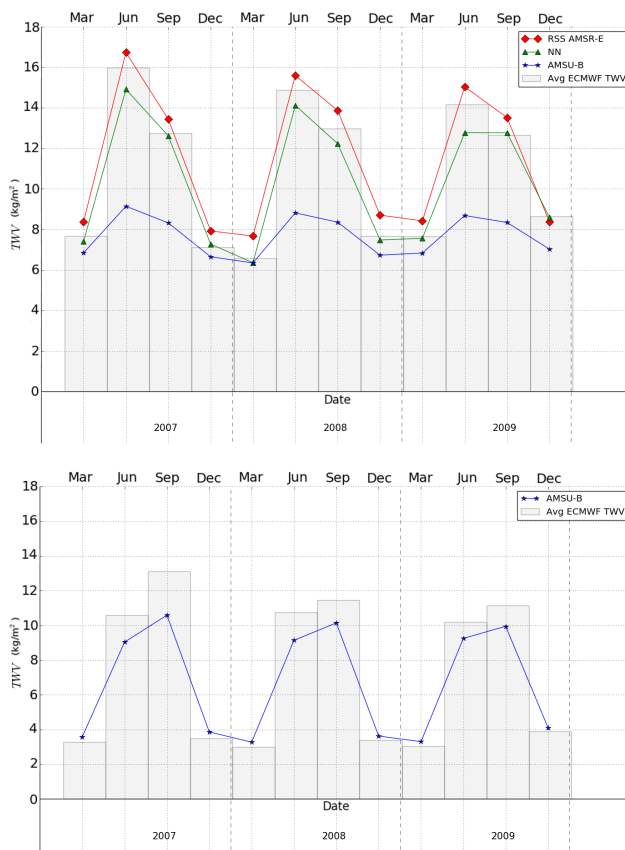 Mar Jun Sep Dec Mar Jun Sep Dec Mar Jun Sep Dec
18
16
14
12
10
8
6
4
2
0
TWV (kg/m²)
RSS AMSR-E
NN
AMSU-B
Avg ECMWF TWV
Date
2007 2008 2009
Mar Jun Sep Dec Mar Jun Sep Dec Mar Jun Sep Dec
18
16
14
12
10
8
6
4
2
0
TWV (kg/m²)
AMSU-B
Avg ECMWF TWV
Date
2007 2008 2009